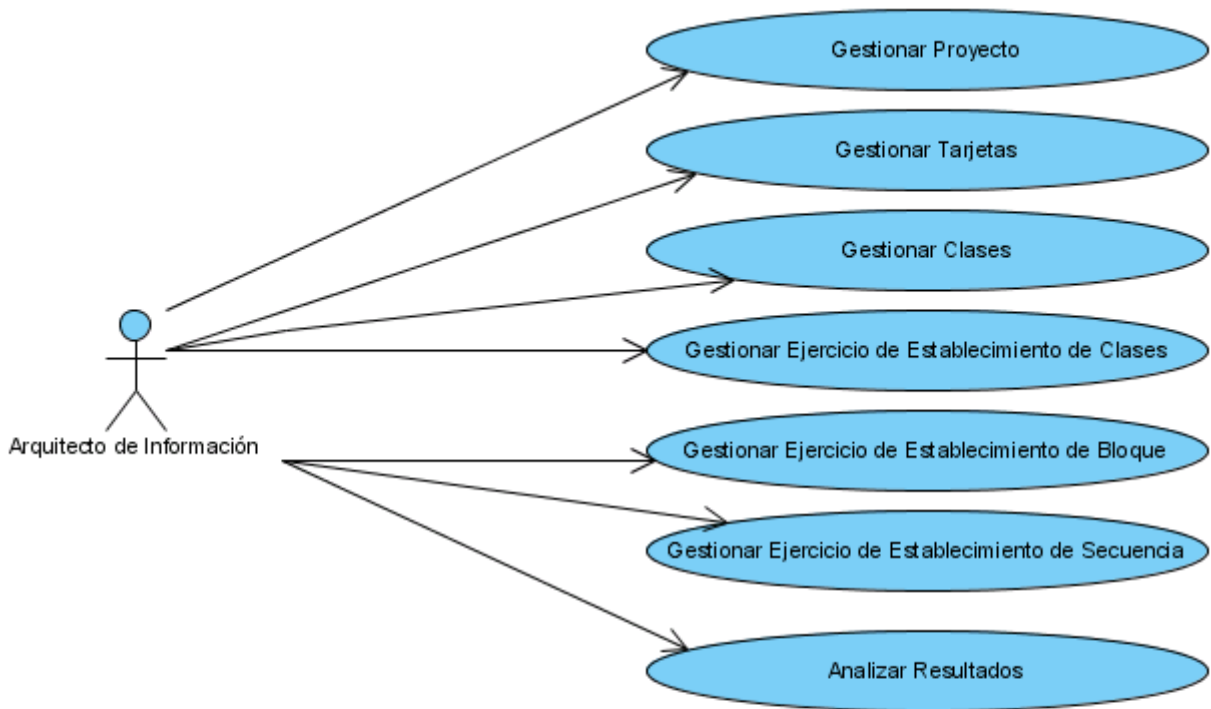 Gestionar Proyecto
Gestionar Tarjetas
Gestionar Clases
Gestionar Ejercicio de Establecimiento de Clases
Arquitecto de Información
Gestionar Ejercicio de Establecimiento de Bloque
Gestionar Ejercicio de Establecimiento de Secuencia
Analizar Resultados